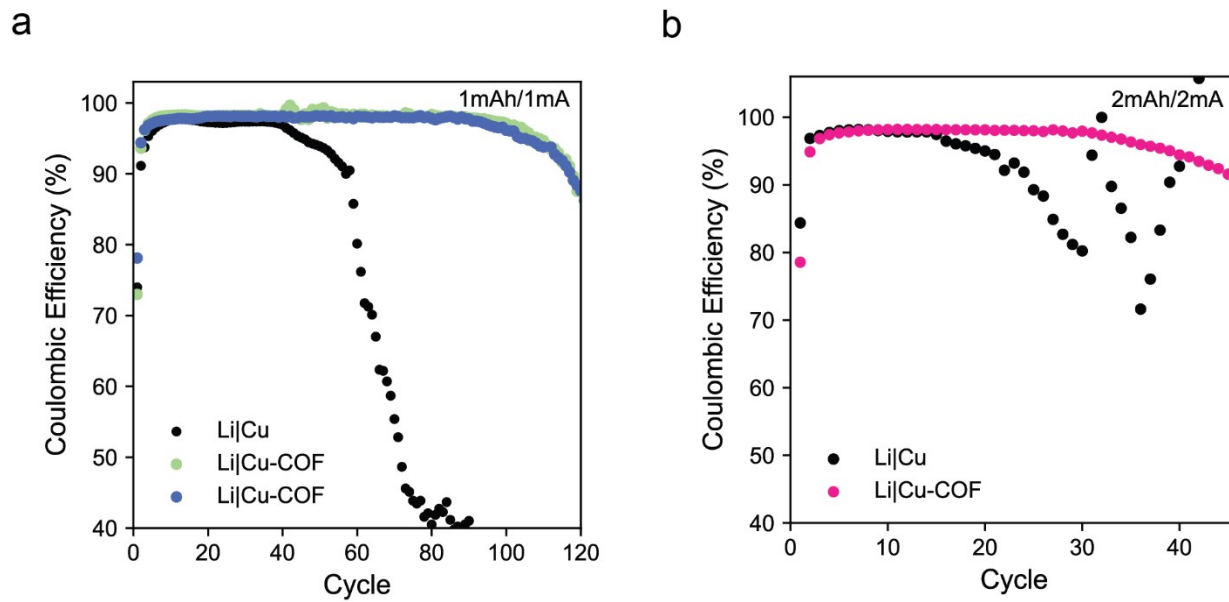 a
1mAh/1mA
Coulombic Efficiency (%)
100
90
80
70
60
50
40
Li|Cu
Li|Cu-COF
Li|Cu-COF
0 20 40 60 80 100 120
Cycle
b
2mAh/2mA
Coulombic Efficiency (%)
100
90
80
70
60
50
40
Li|Cu
Li|Cu-COF
0 10 20 30 40
Cycle